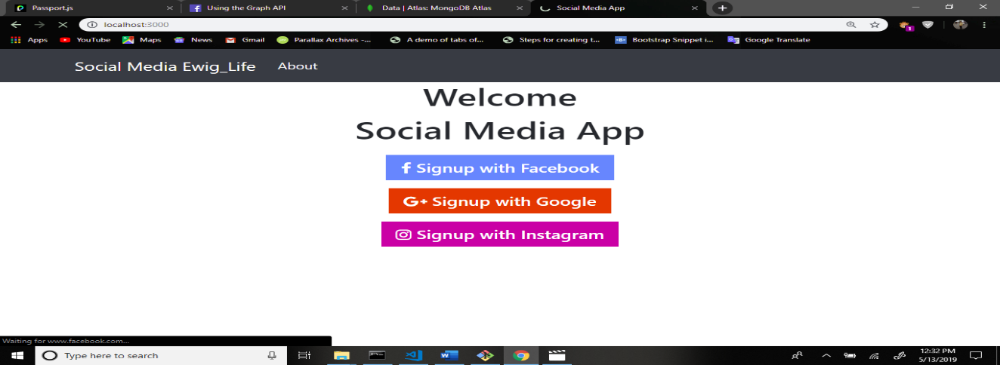 Passport.js
Using the Graph API
Data | Atlas: MongoDB Atlas
Social Media App
localhost:3000
Apps
YouTube
Maps
News
Gmail
Parallax Archives -...
A demo of tabs of...
Steps for creating t...
Bootstrap Snippet i...
Google Translate
1
Social Media Ewig_Life
About
Welcome
Social Media App
Signup with Facebook
G+ Signup with Google
Signup with Instagram
Waiting for www.facebook.com...
Type here to search
12:32 PM
5/13/2019